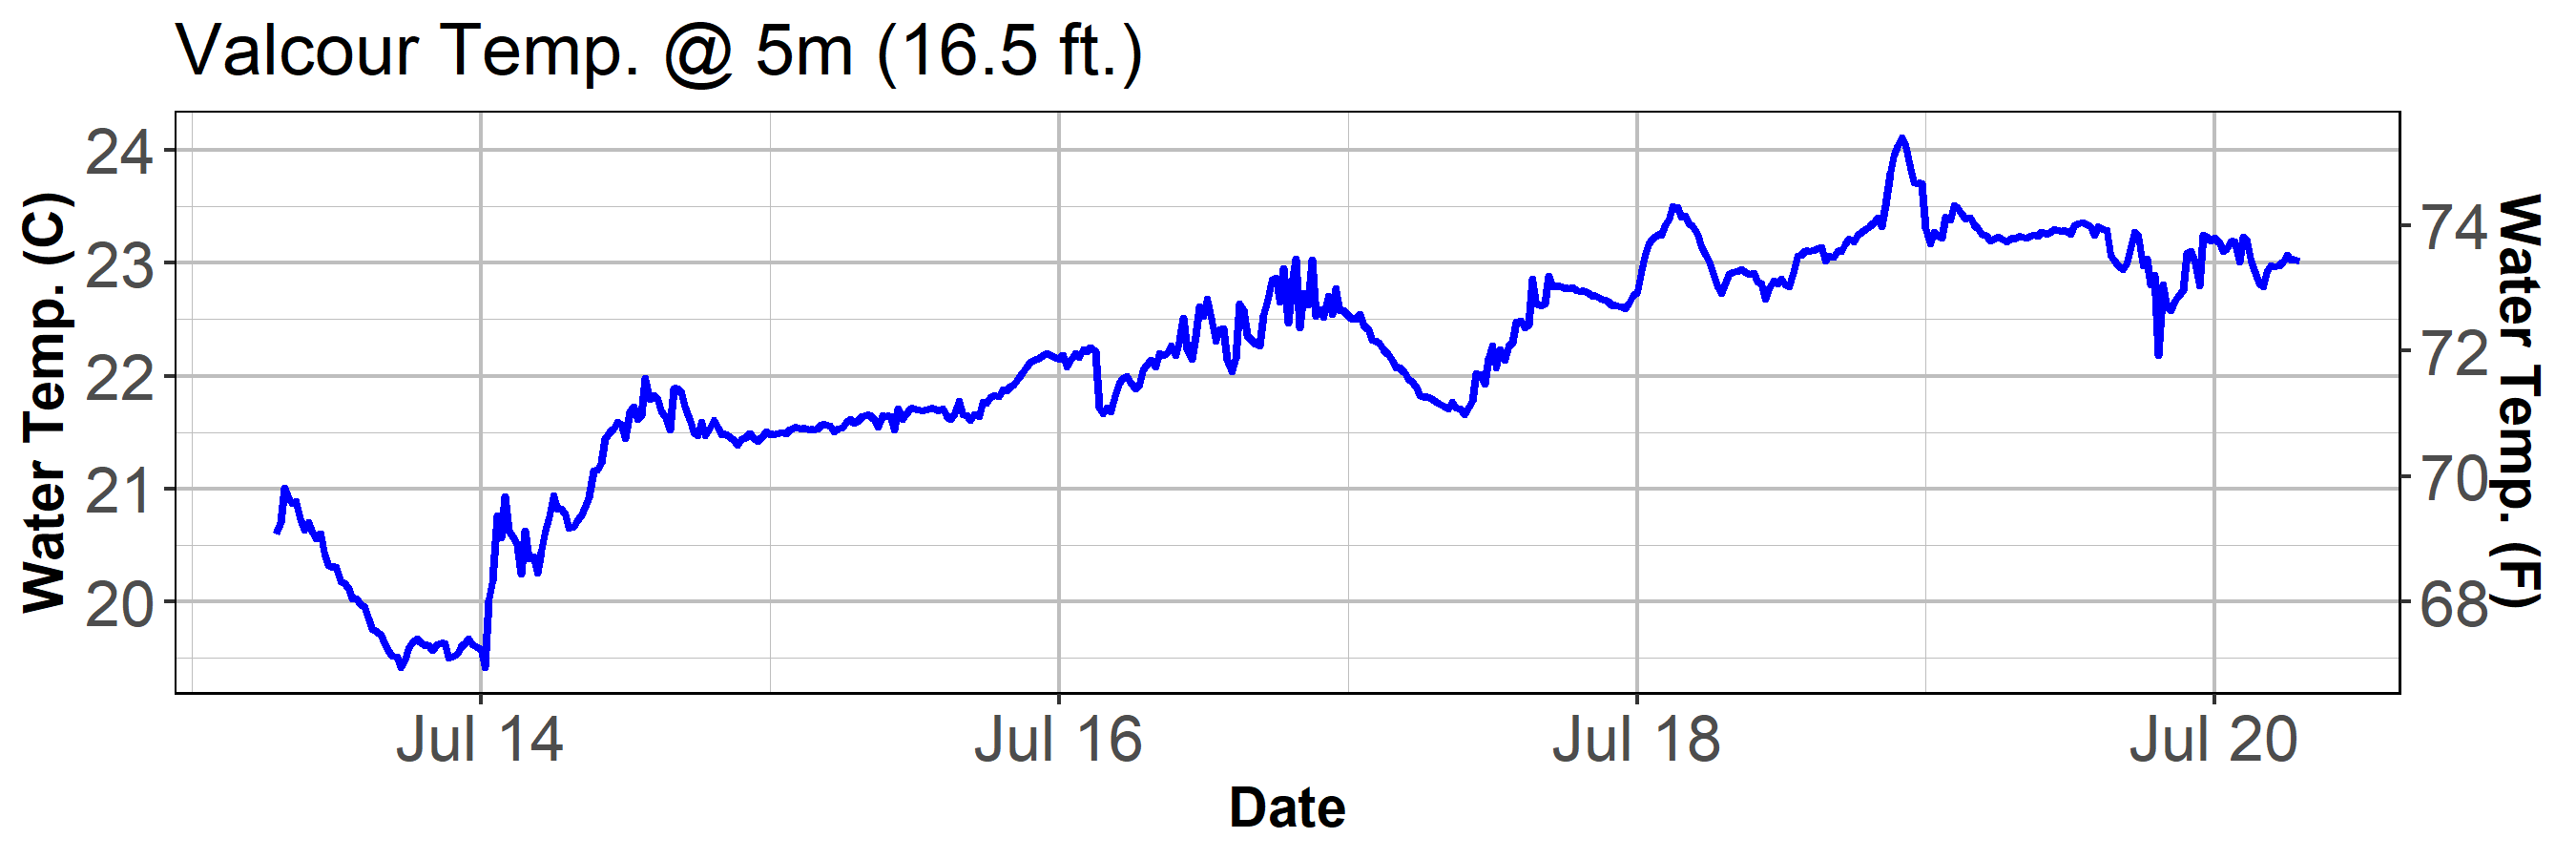 Valcour Temp. @ 5m (16.5 ft.)
Water Temp. (C)
24
23
22
21
20
74
72
70
68
Water Temp. (F)
Jul 14
Jul 16
Jul 18
Jul 20
Date